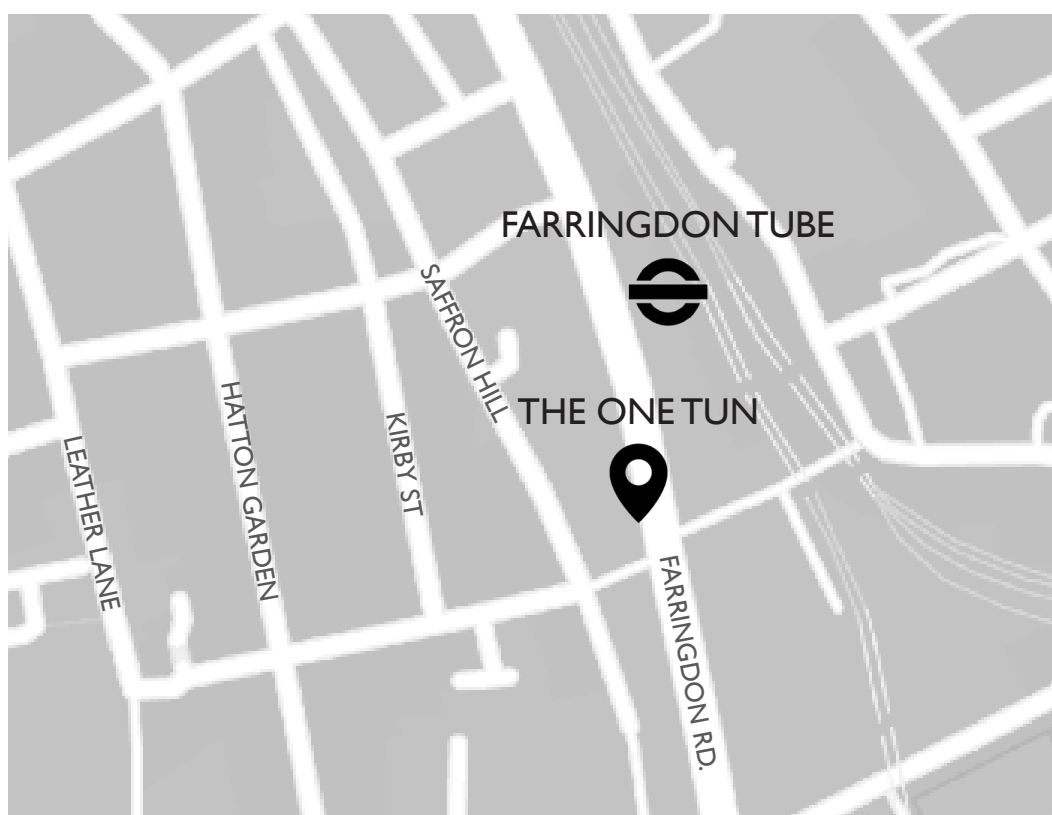 FARRINGDON TUBE
SAFFRON HILL
THE ONE TUN
HATTON GARDEN
KIRBY ST
LEATHER LANE
FARRINGDON RD.